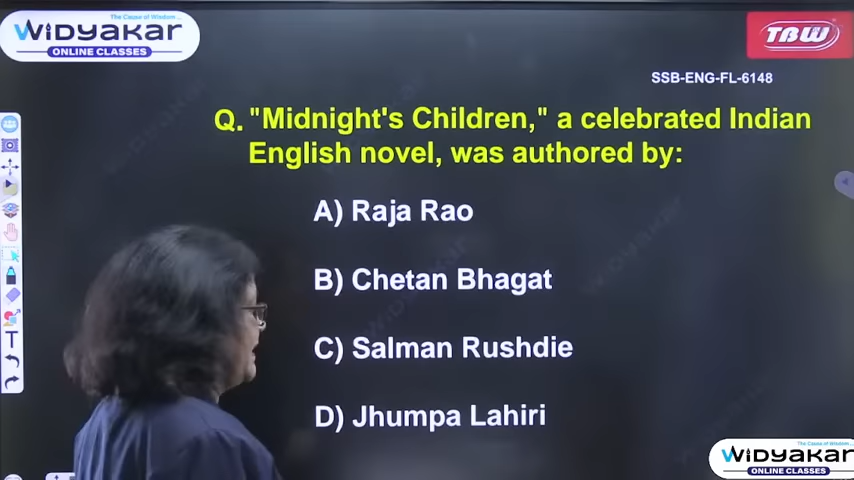 The Cause of Wisdom...
WiDYAKAR
ONLINE CLASSES
TBW
SSB-ENG-FL-6148
Q. "Midnight's Children," a celebrated Indian
English novel, was authored by:
A) Raja Rao
B) Chetan Bhagat
C) Salman Rushdie
D) Jhumpa Lahiri
T
The Cause of Wisdom...
WiDYAKAR
ONLINE CLASSES